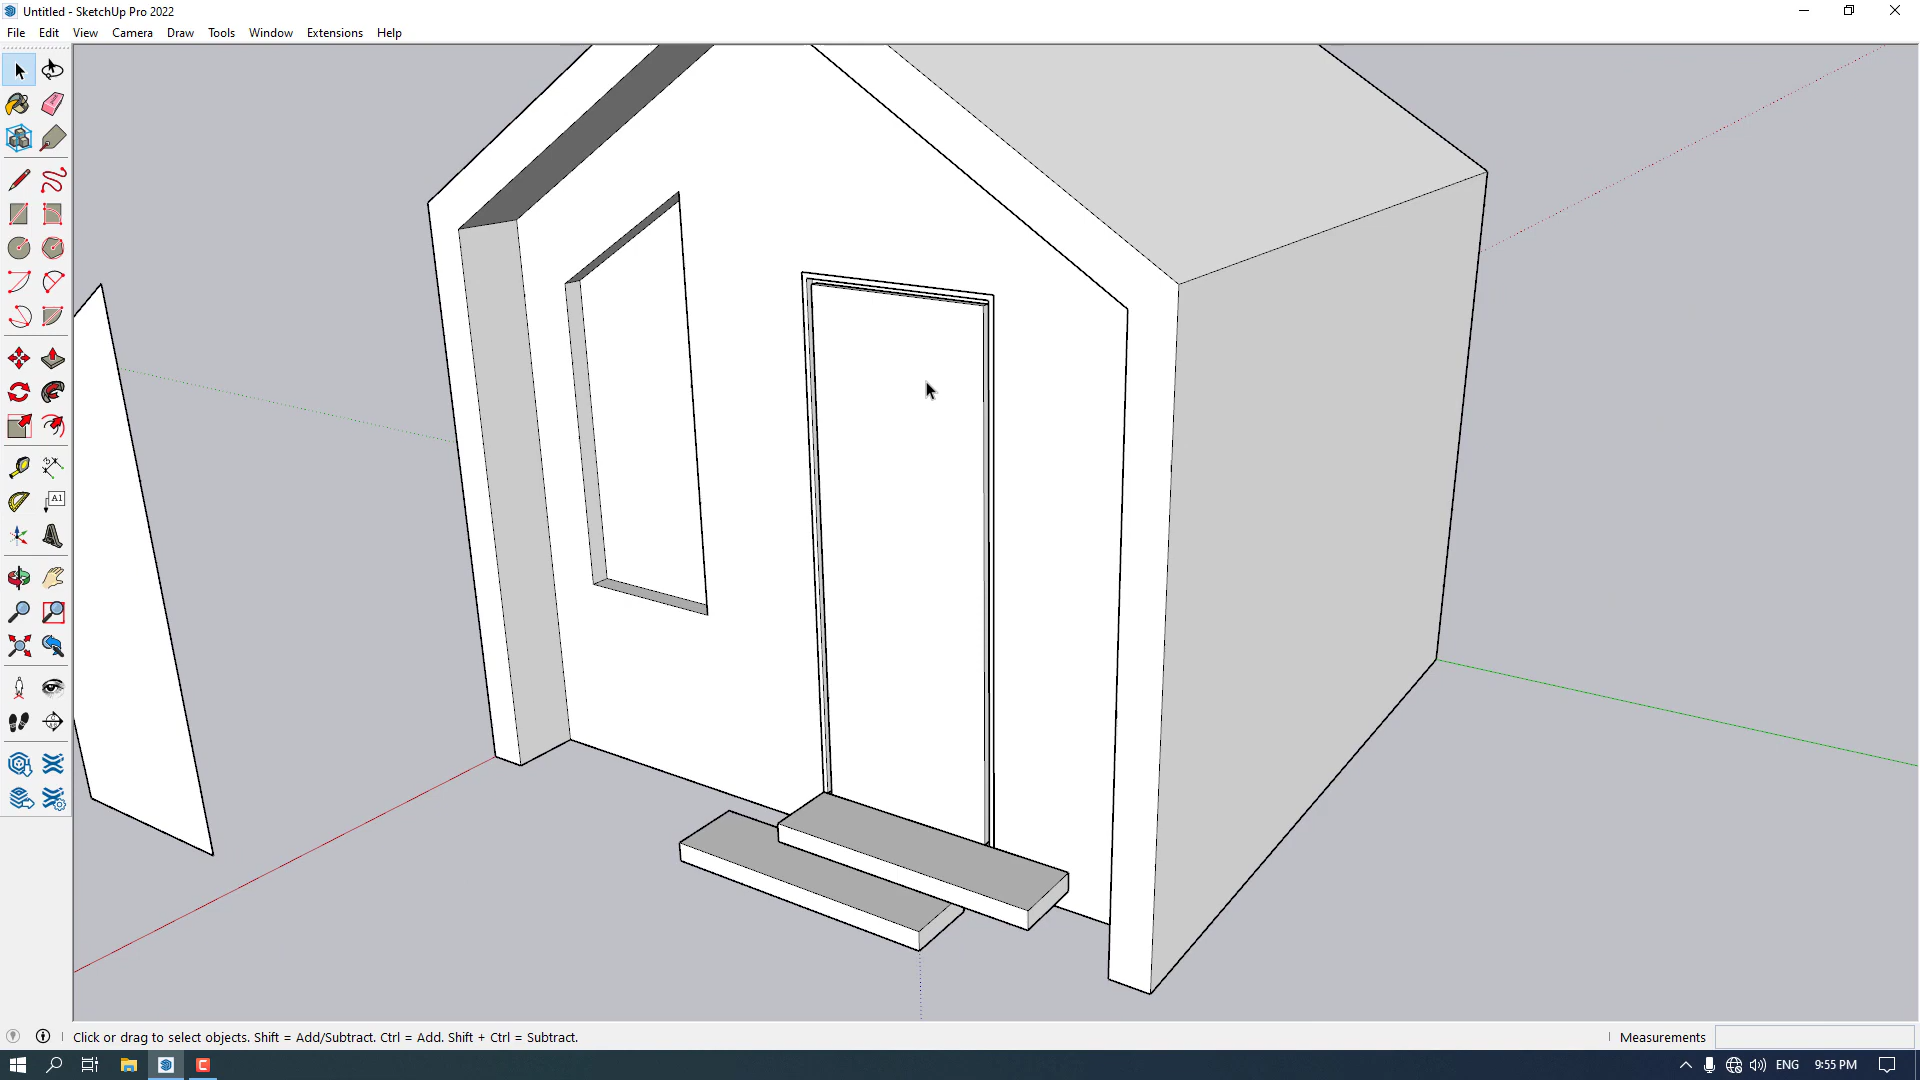 Untitled - SketchUp Pro 2022
File Edit View Camera Draw Tools Window Extensions Help
A1
Click or drag to select objects. Shift = Add/Subtract. Ctrl = Add. Shift + Ctrl = Subtract.
Measurements
C
ENG
9:55 PM